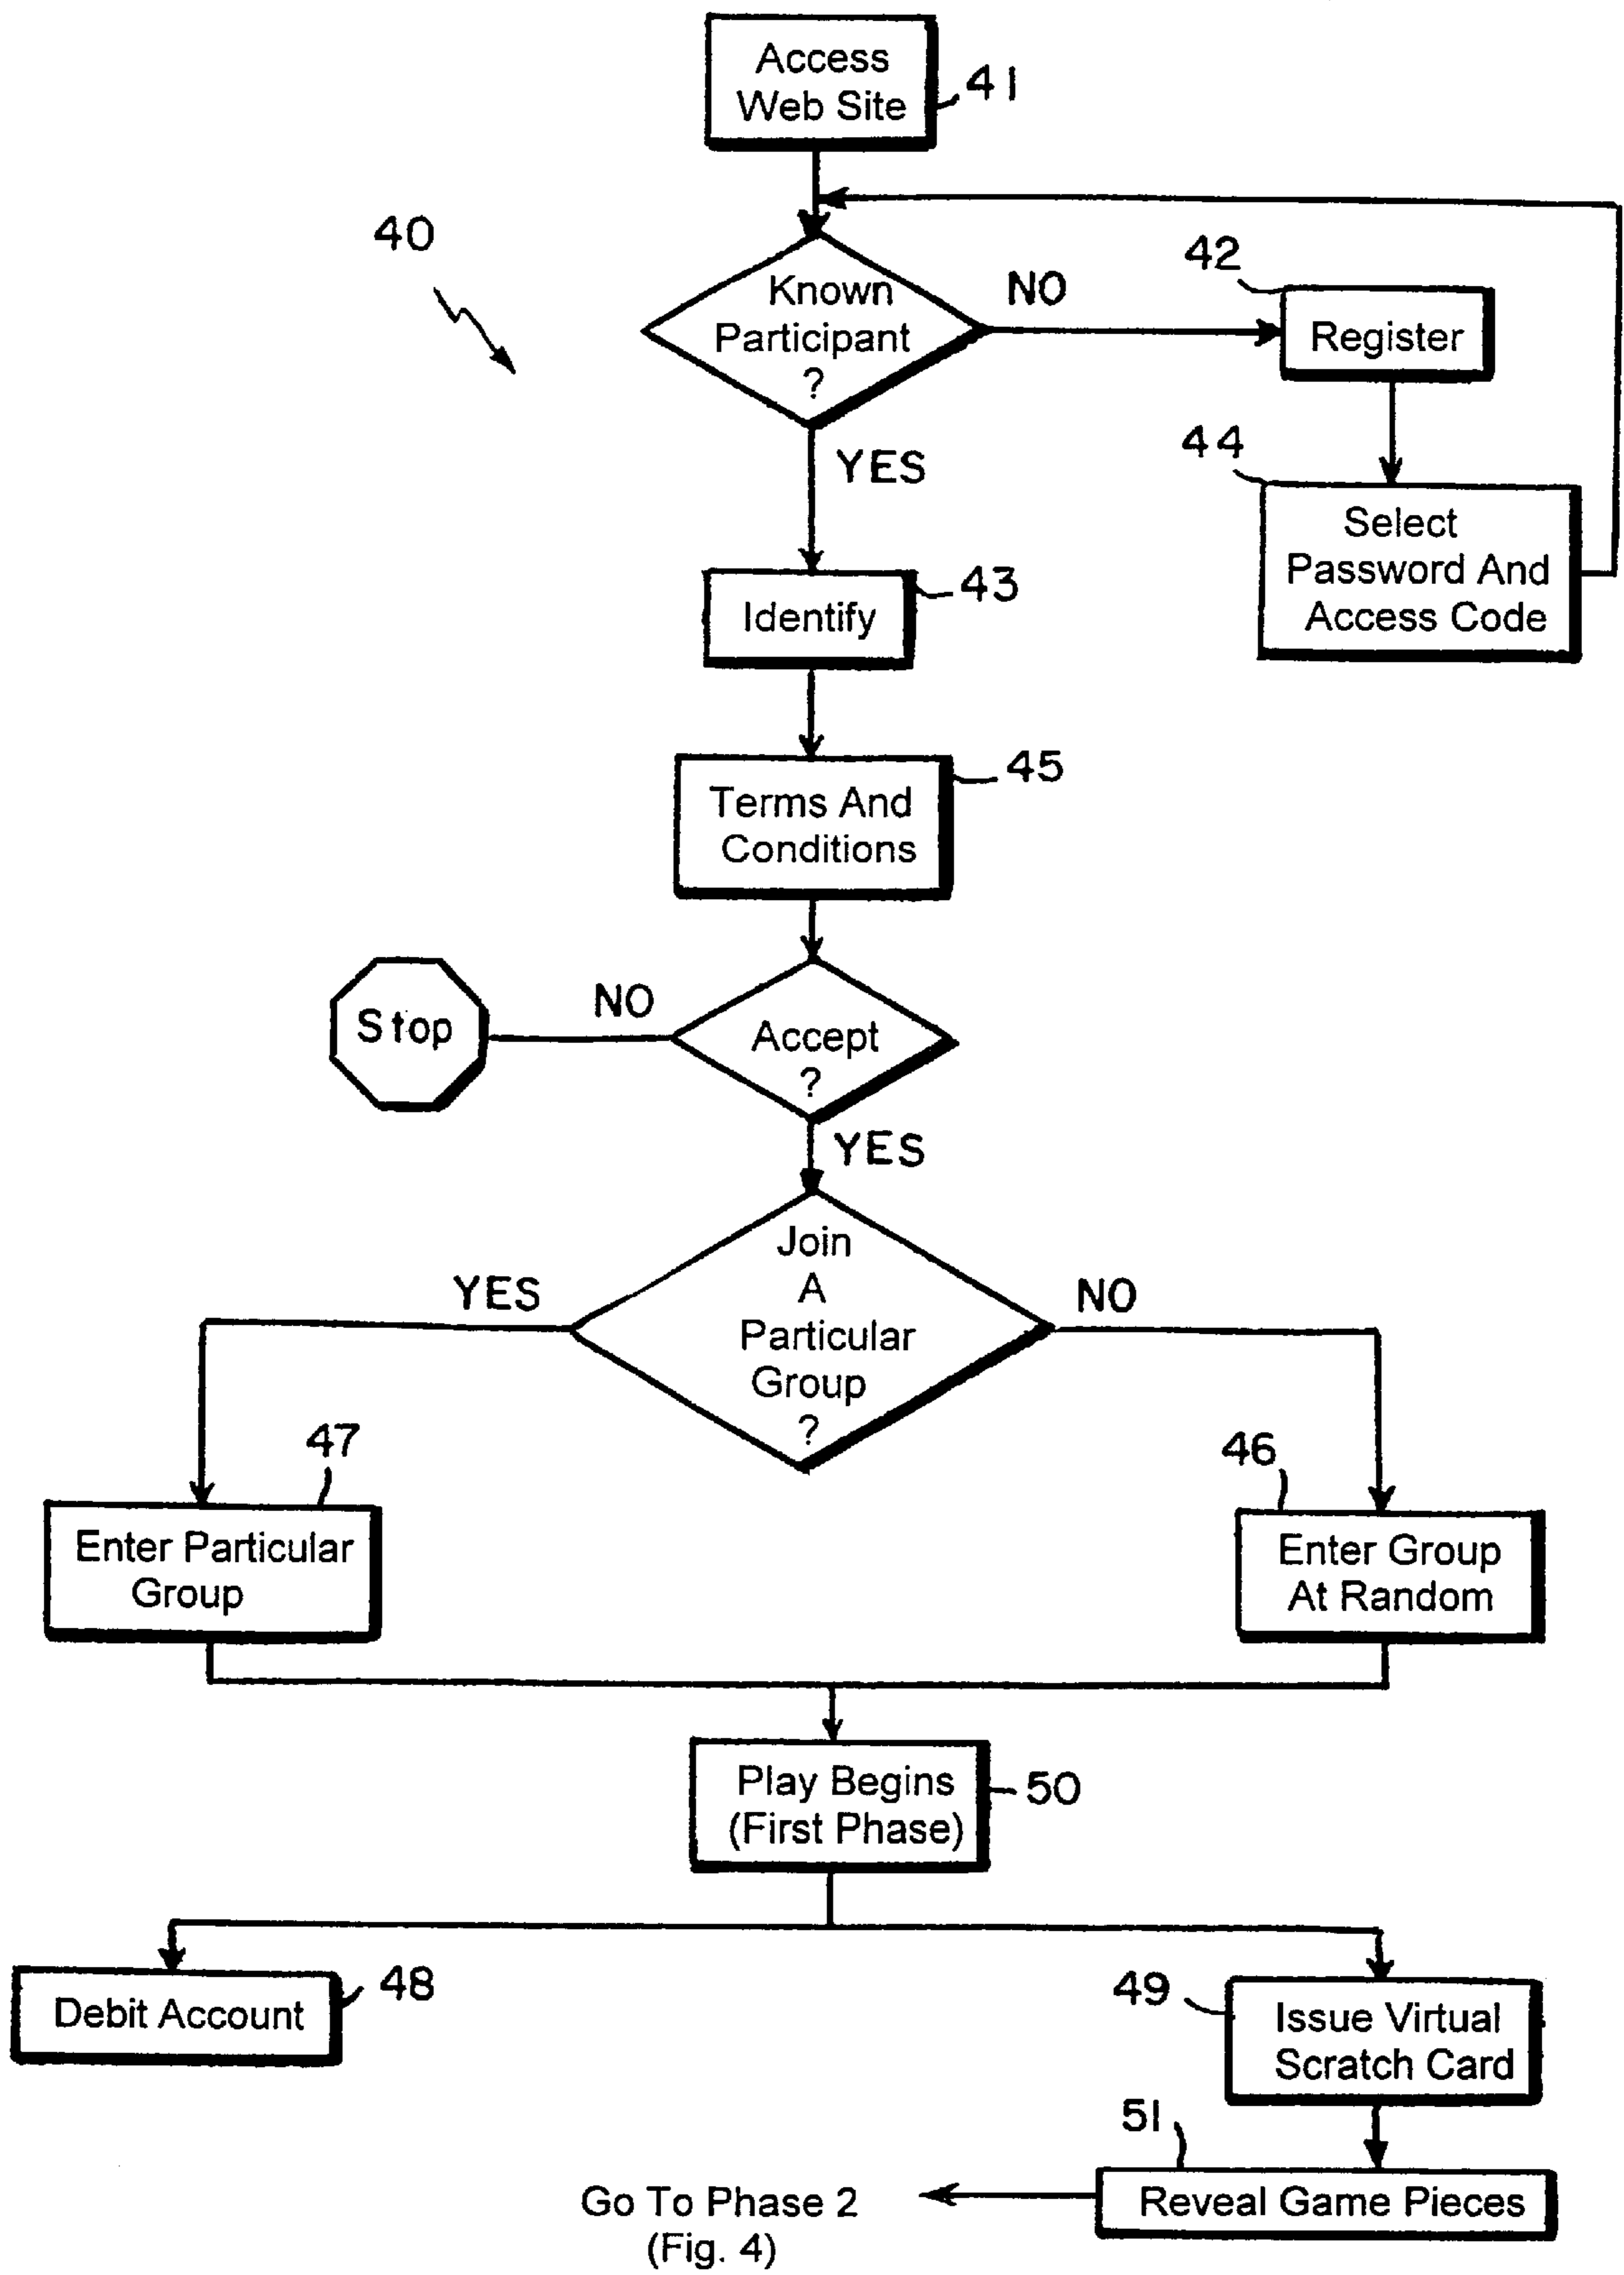 Access
Web Site
41
40
Known
Participant
?
NO
42
Register
YES
44
Select
Password And
Access Code
43
Identify
45
Terms And
Conditions
Stop
NO
Accept
?
YES
Join
A
Particular
Group
?
YES
NO
47
Enter Particular
Group
46
Enter Group
At Random
Play Begins
(First Phase)
50
Debit Account
48
49
Issue Virtual
Scratch Card
51
Reveal Game Pieces
Go To Phase 2
(Fig. 4)